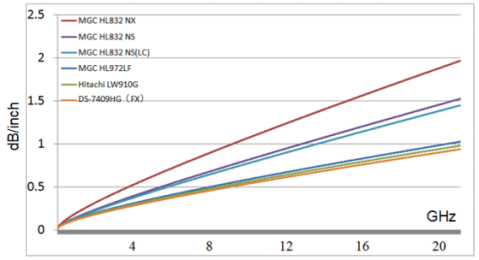 2.5
MGC HL832 NX
MGC HL832 NS
2
MGC HL832 NS(LC)
MGC HL972LF
1.5
Hitachi LW910G
DS-7409HG（FX）
dB/inch
1
0.5
GHz
0
4
8
12
16
20